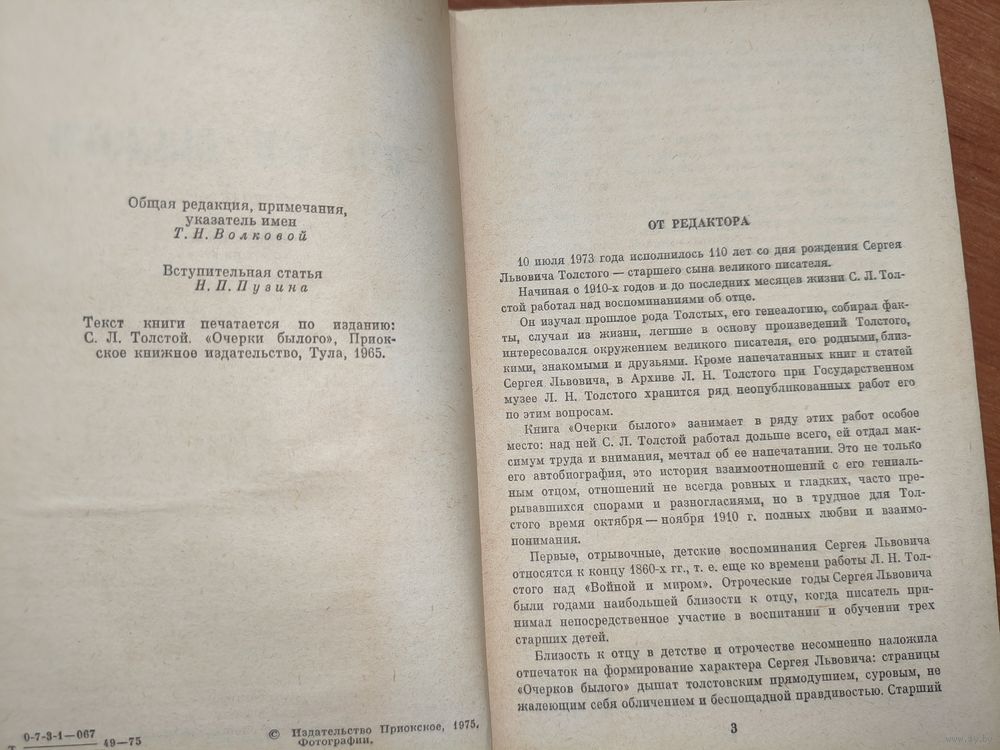 Общая редакция, примечания,
указатель имен
Т. Н. Волковой
Вступительная статья
Н. П. Пузина
Текст книги печатается по изданию:
С. Л. Толстой. «Очерки былого», Приок-
ское книжное издательство, Тула, 1965.
0-7-3-1—067
49—75
© Издательство Приокское, 1975.
Фотографии.
ОТ РЕДАКТОРА
10 июля 1973 года исполнилось 110 лет со дня рождения Сергея
Львовича Толстого — старшего сына великого писателя.
Начиная с 1910-х годов и до последних месяцев жизни С. Л. Тол-
стой работал над воспоминаниями об отце.
Он изучал прошлое рода Толстых, его генеалогию, собирал фак-
ты, случаи из жизни, легшие в основу произведений Толстого,
интересовался окружением великого писателя, его родными, близ-
кими, знакомыми и друзьями. Кроме напечатанных книг и статей
Сергея Львовича, в Архиве Л. Н. Толстого при Государственном
музее Л. Н. Толстого хранится ряд неопубликованных работ его
по этим вопросам.
Книга «Очерки былого» занимает в ряду этих работ особое
место: над ней С. Л. Толстой работал дольше всего, ей отдал мак-
симум труда и внимания, мечтал об ее напечатании. Это не только
его автобиография, это история взаимоотношений с его гениаль-
ным отцом, отношений не всегда ровных и гладких, часто пре-
рывавшихся спорами и разногласиями, но в трудное для Тол-
стого время октября — ноября 1910 г. полных любви и взаимо-
понимания.
Первые, отрывочные, детские воспоминания Сергея Львовича
относятся к концу 1860-х гг., т. е. еще ко времени работы Л. Н. Тол-
стого над «Войной и миром». Отроческие годы Сергея Львовича
были годами наибольшей близости к отцу, когда писатель при-
нимал непосредственное участие в воспитании и обучении трех
старших детей.
Близость к отцу в детстве и отрочестве несомненно наложила
отпечаток на формирование характера Сергея Львовича: страницы
«Очерков былого» дышат толстовским прямодушием, суровым, не
жалеющим себя обличением и беспощадной правдивостью. Старший
3